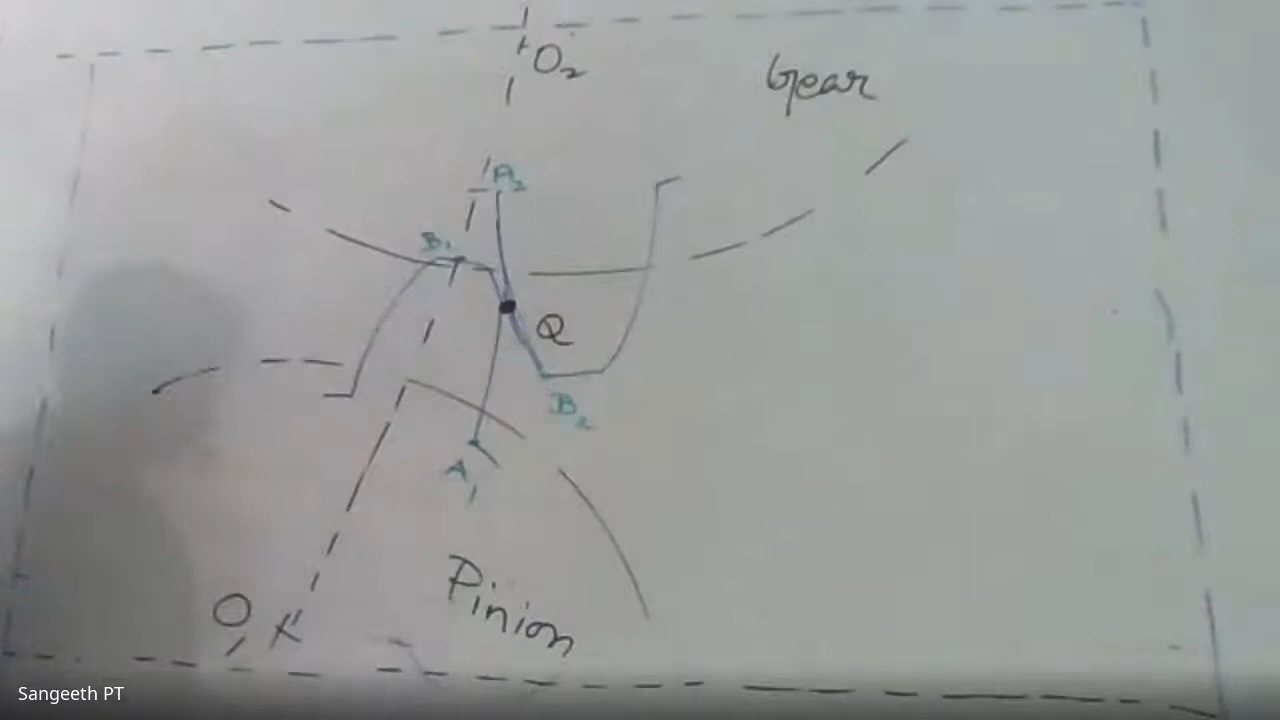 O₂
Gear
A₂
B₁
Q
B₂
A₁
Pinion
O₁
Sangeeth PT